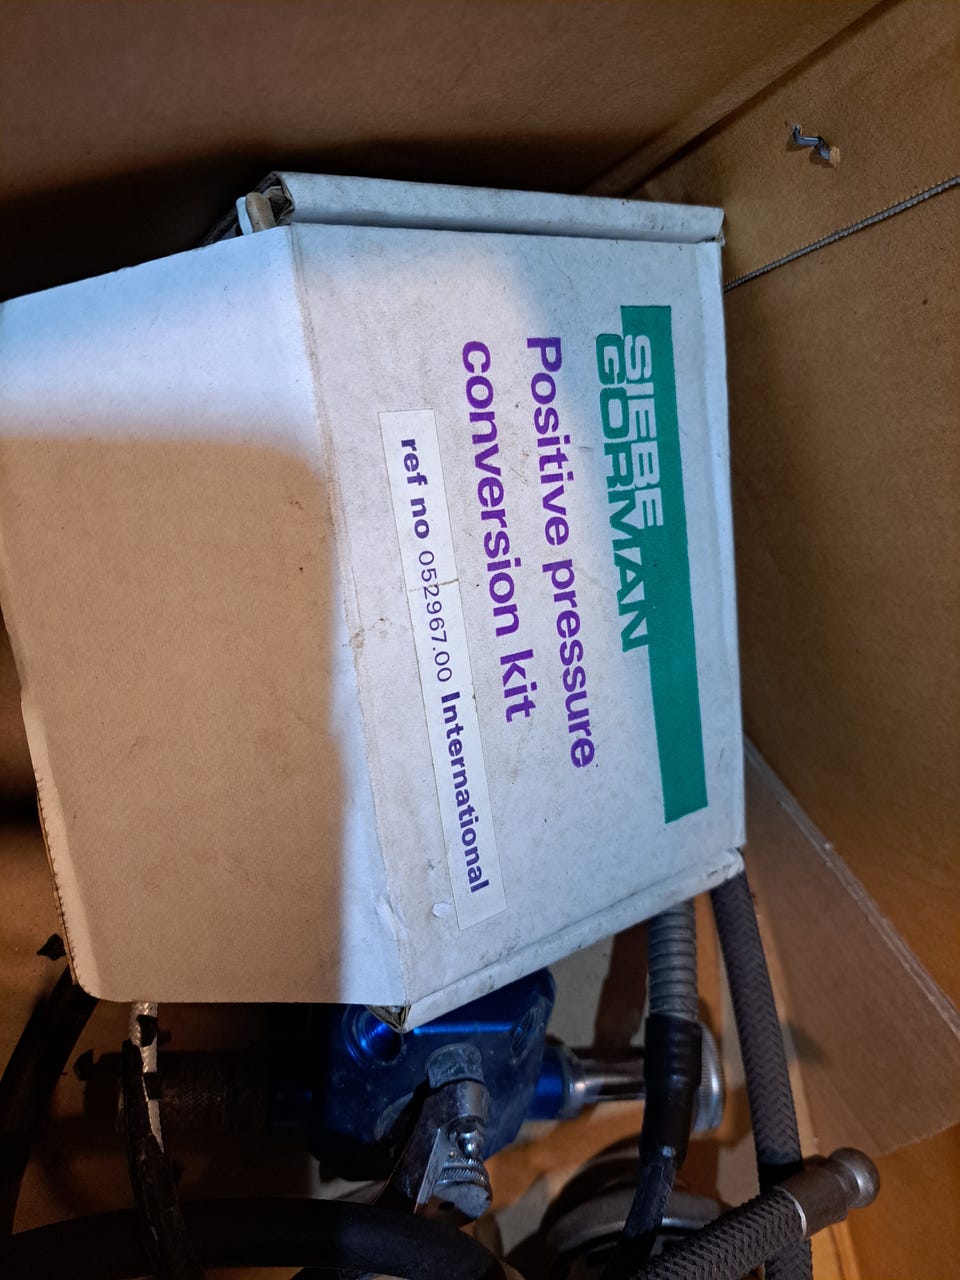 SIEBE
GORMAN
Positive pressure
conversion kit
ref no 052967.00 International